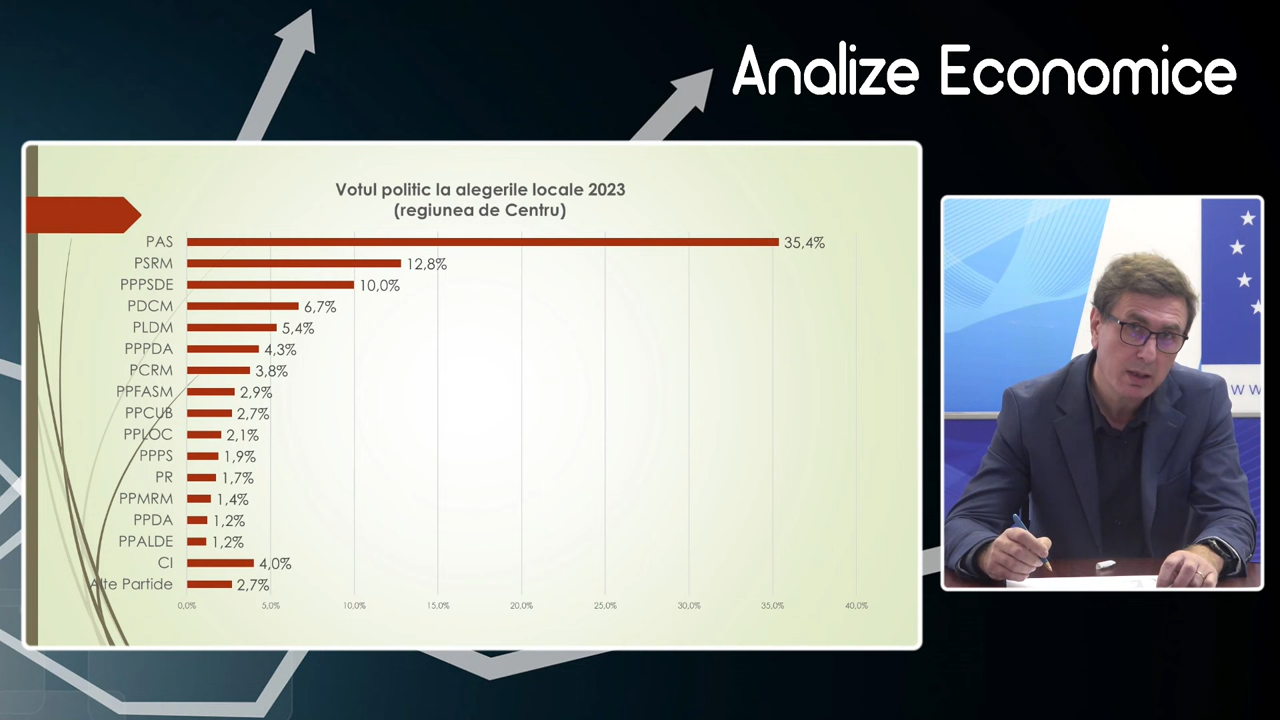 Analize Economice
Votul politic la alegerile locale 2023
(regiunea de Centru)
PAS 35,4%
PSRM 12,8%
PPPSDE 10,0%
PDCM 6,7%
PLDM 5,4%
PPPDA 4,3%
PCRM 3,8%
PPFASM 2,9%
PPCUB 2,7%
PPLOC 2,1%
PPPS 1,9%
PR 1,7%
PPMRM 1,4%
PPDA 1,2%
PPALDE 1,2%
CI 4,0%
Alte Partide 2,7%
0,0% 5,0% 10,0% 15,0% 20,0% 25,0% 30,0% 35,0% 40,0%
W W